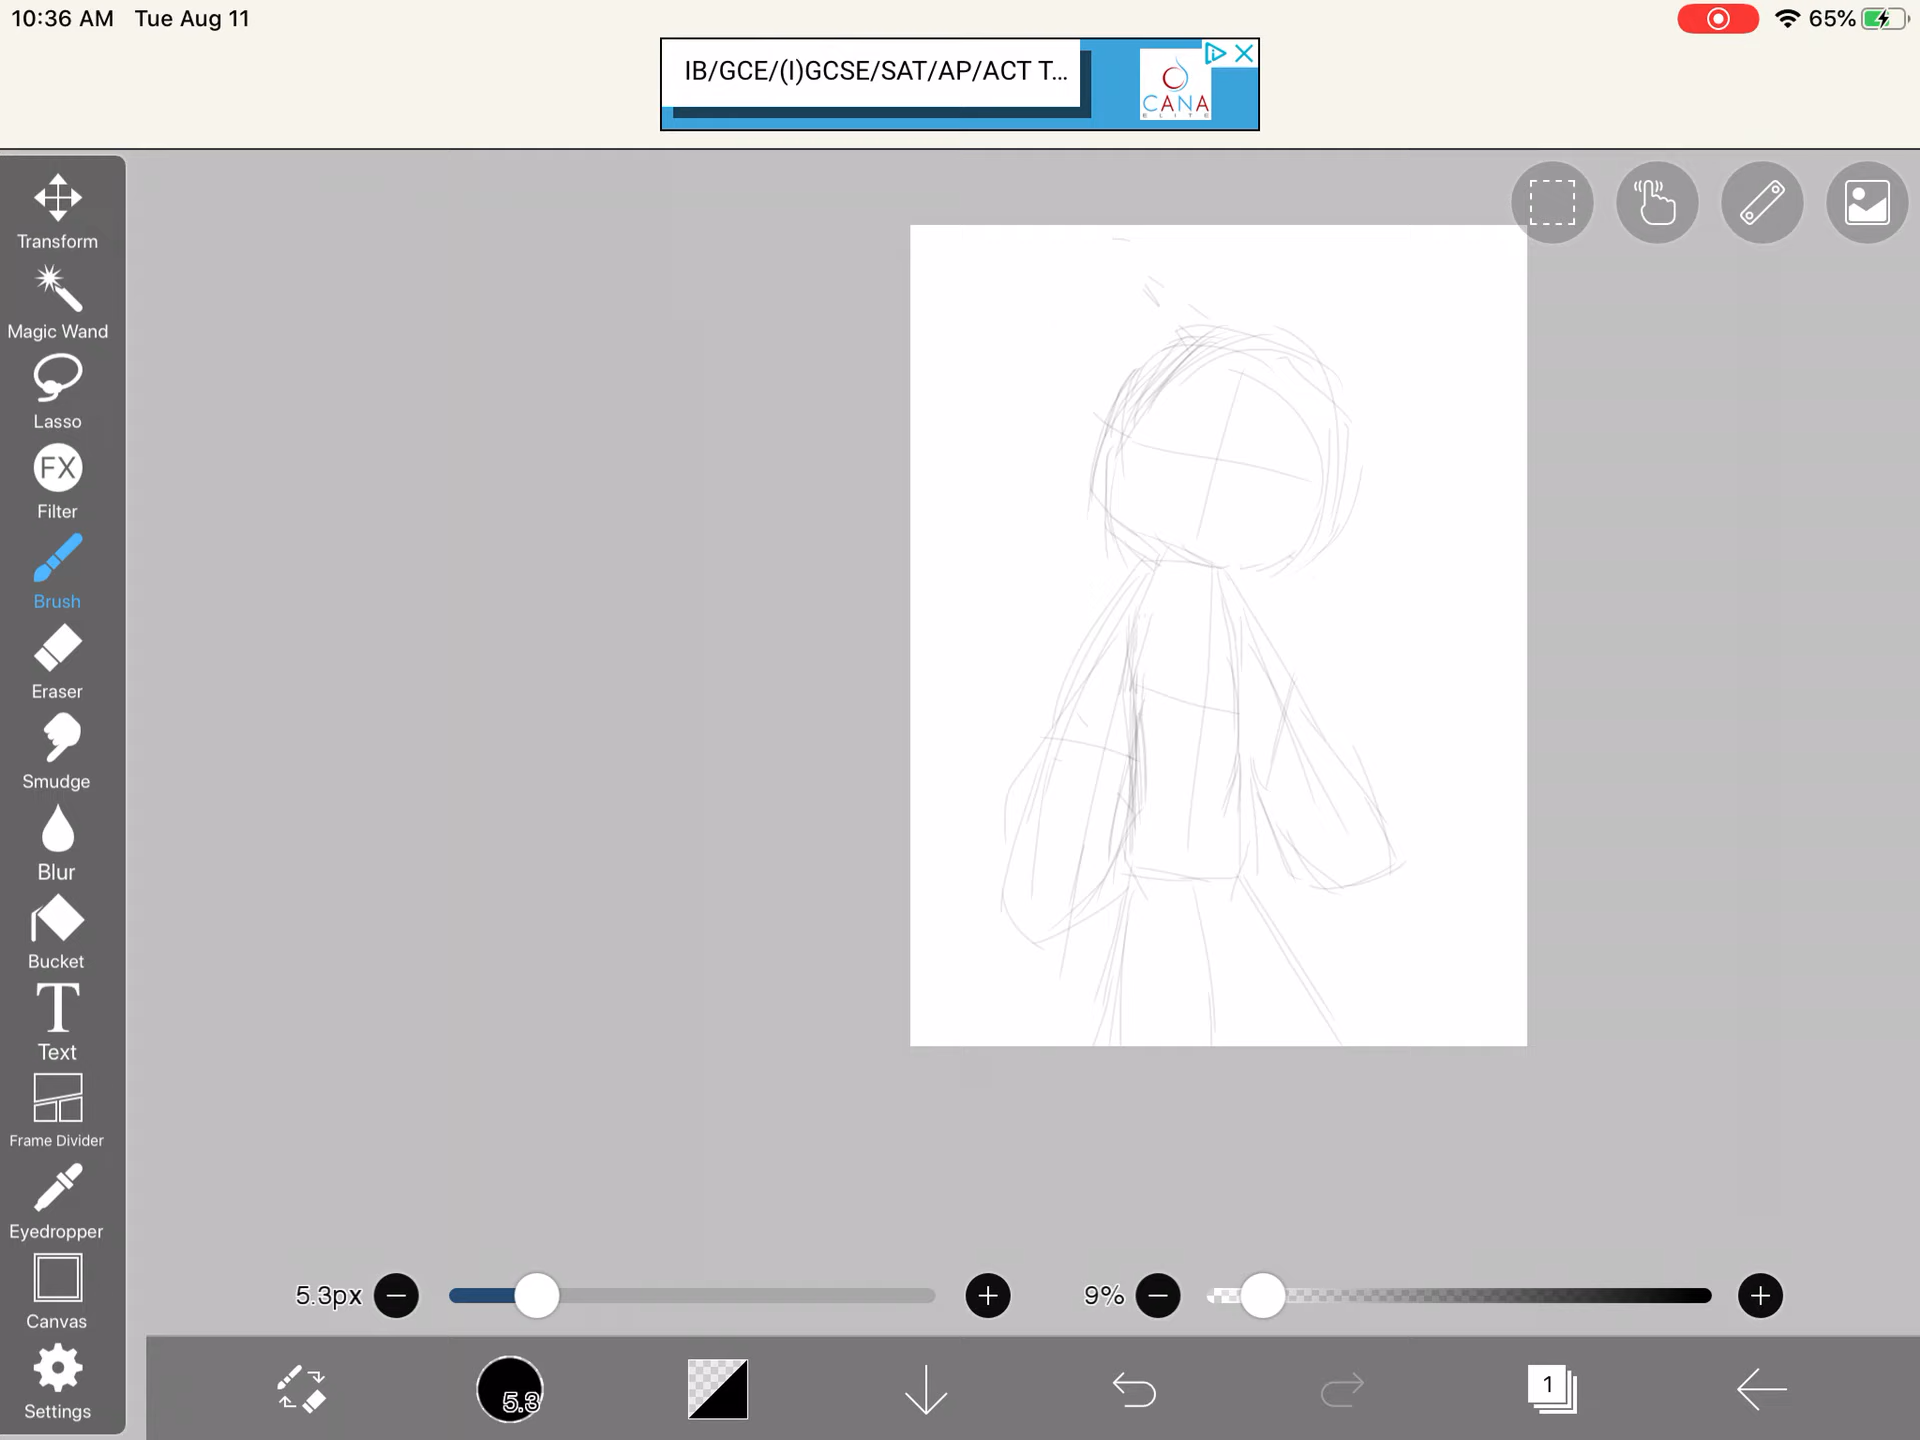 10:36 AM Tue Aug 11
65%
IB/GCE/(I)GCSE/SAT/AP/ACT T...
CANA
ELITE
Transform
Magic Wand
Lasso
FX
Filter
Brush
Eraser
Smudge
Blur
Bucket
T
Text
Frame Divider
Eyedropper
Canvas
Settings
5.3px
9%
5.3
1